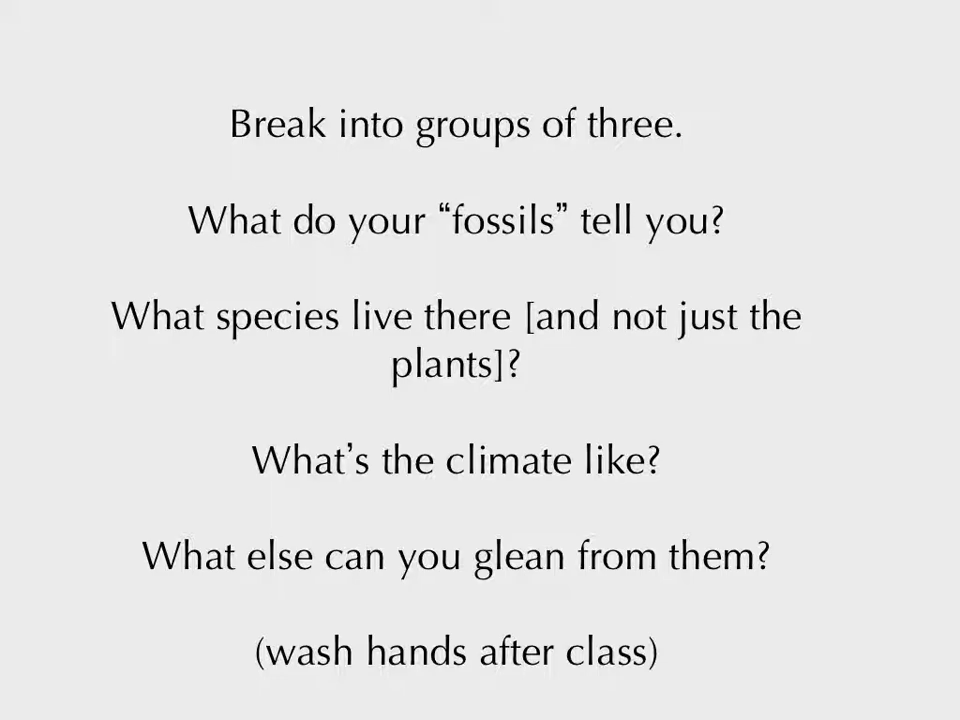 Break into groups of three.
What do your “fossils” tell you?
What species live there [and not just the
plants]?
What’s the climate like?
What else can you glean from them?
(wash hands after class)